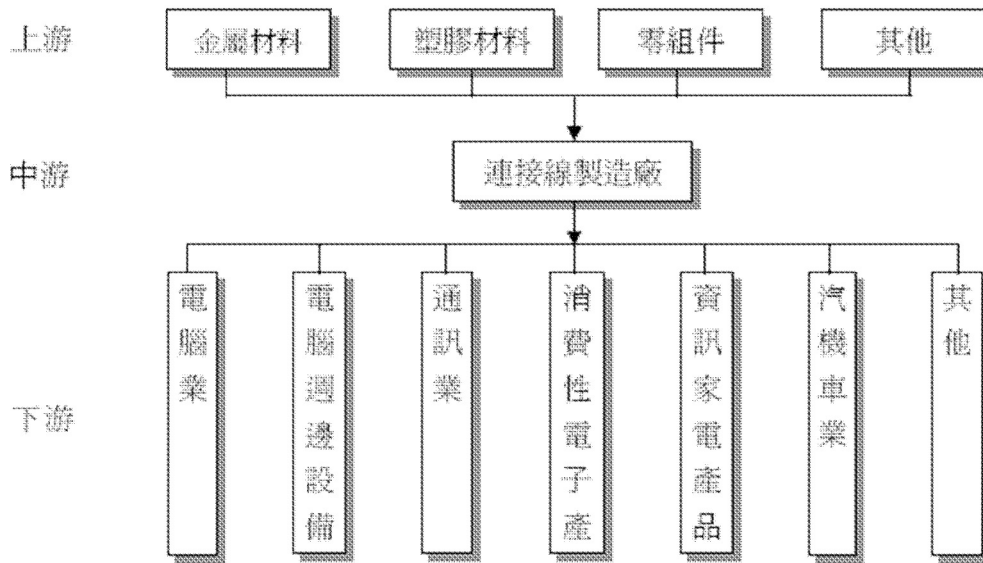 上游
金屬材料
塑膠材料
零組件
其他
中游
連接線製造廠
下游
電腦業
電腦週邊設備
通訊業
消費性電子產
資訊家電產品
汽機車業
其他